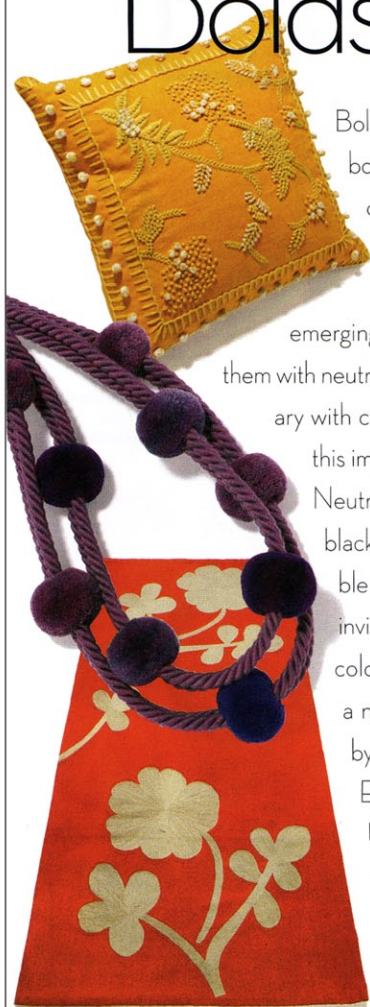 Bolds
Bol
bo
emerging
them with neutr
ary with c
this im
Neutr
black
ble
invi
colo
a n
by
E